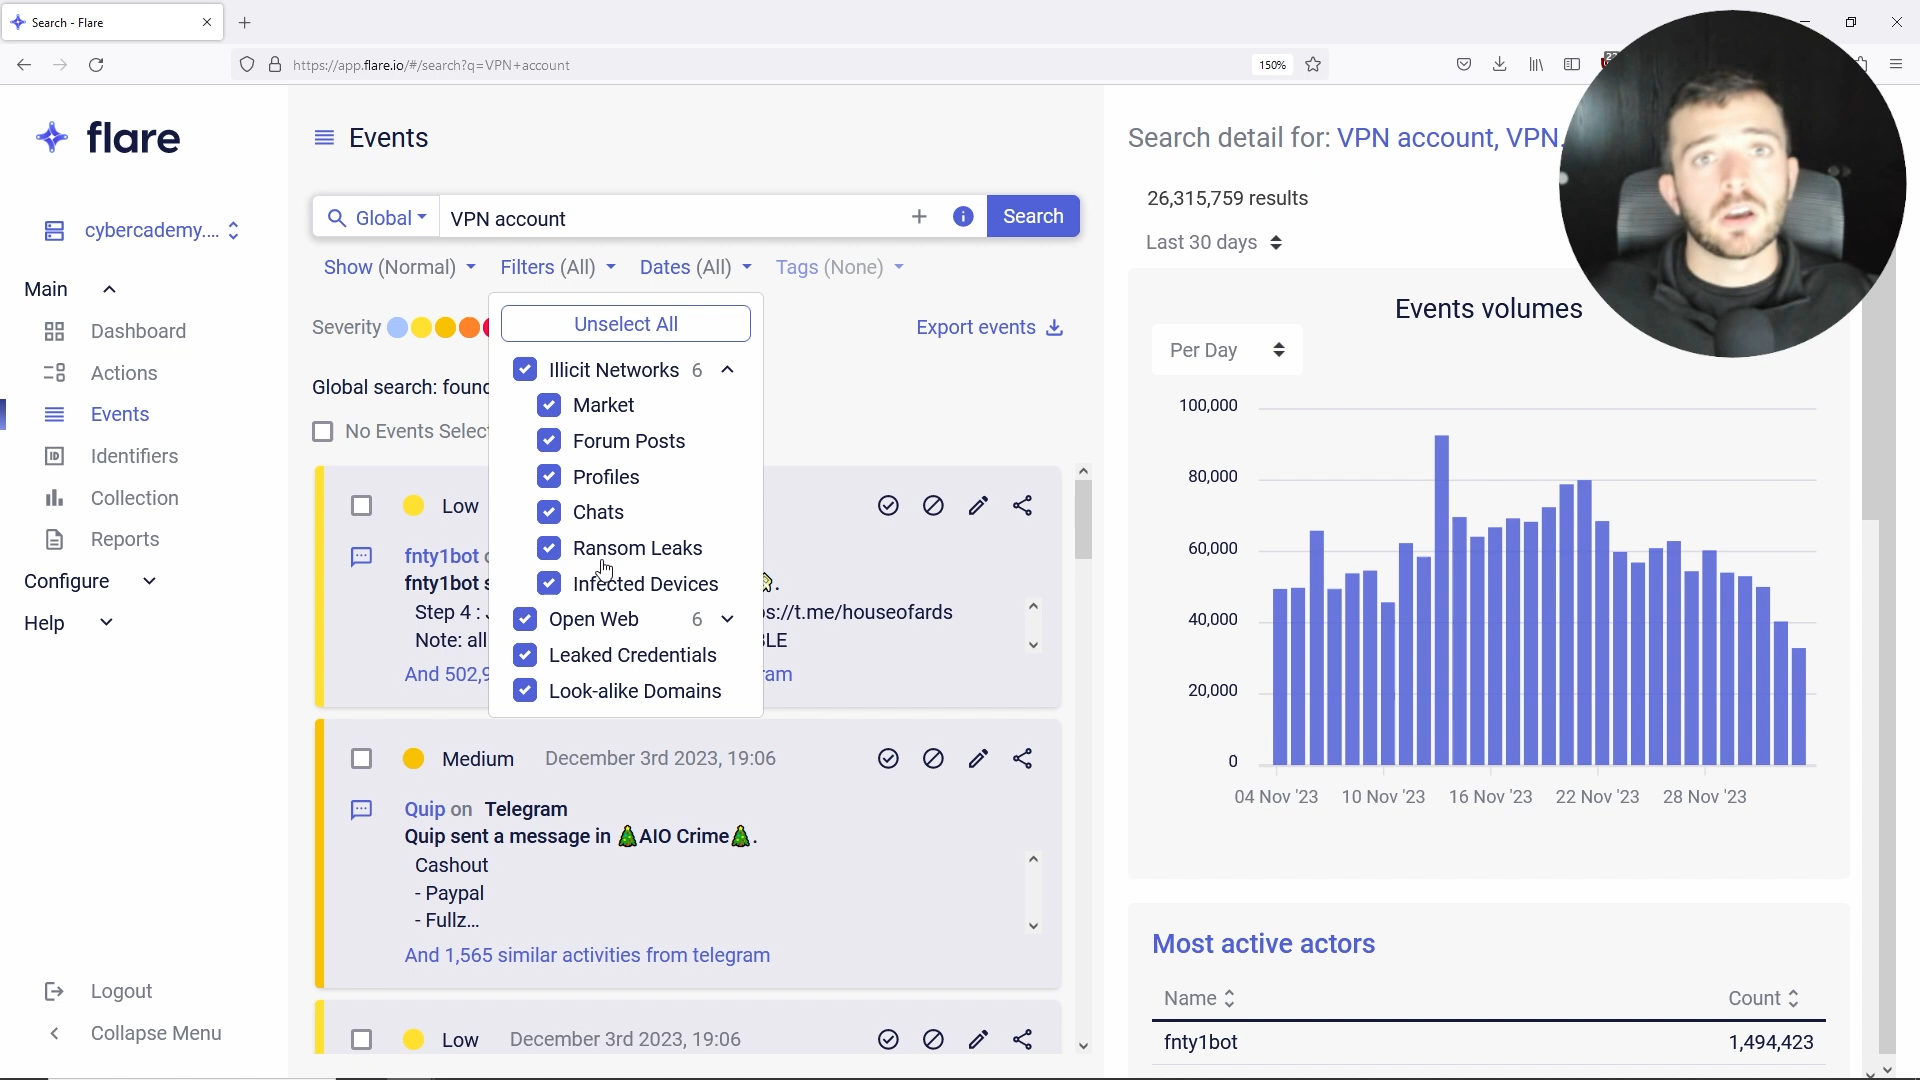 Search - Flare
https://app.flare.io/#/search?q=VPN+account
150%
flare
cybercademy....
Main
Dashboard
Actions
Events
Identifiers
Collection
Reports
Configure
Help
Logout
Collapse Menu
Events
Global
VPN account
Search
Show (Normal)
Filters (All)
Dates (All)
Tags (None)
Severity
Export events
Global search: found
No Events Selec
Unselect All
Illicit Networks 6
Market
Forum Posts
Profiles
Chats
Ransom Leaks
Infected Devices
Open Web 6
Leaked Credentials
Look-alike Domains
Low
fnty1bot
fnty1bot s
Step 4 :
ps://t.me/houseofards
Note: all
BLE
And 502,9
ram
Medium December 3rd 2023, 19:06
Quip on Telegram
Quip sent a message in 🎄AIO Crime🎄.
Cashout
- Paypal
- Fullz...
And 1,565 similar activities from telegram
Low December 3rd 2023, 19:06
Search detail for: VPN account, VPN.
26,315,759 results
Last 30 days
Events volumes
Per Day
100,000
80,000
60,000
40,000
20,000
0
04 Nov '23 10 Nov '23 16 Nov '23 22 Nov '23 28 Nov '23
Most active actors
Name Count
fnty1bot 1,494,423